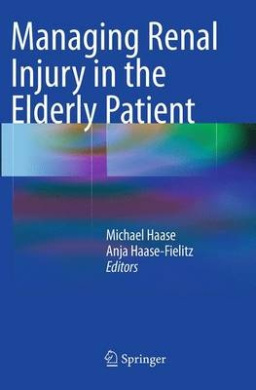 Managing Renal
Injury in the
Elderly Patient
Michael Haase
Anja Haase-Fielitz
Editors
Springer